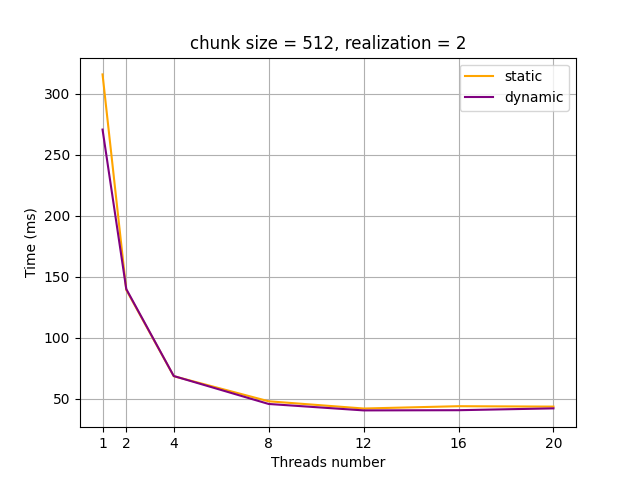 chunk size = 512, realization = 2
static
dynamic
Time (ms)
300
250
200
150
100
50
1 2 4 8 12 16 20
Threads number